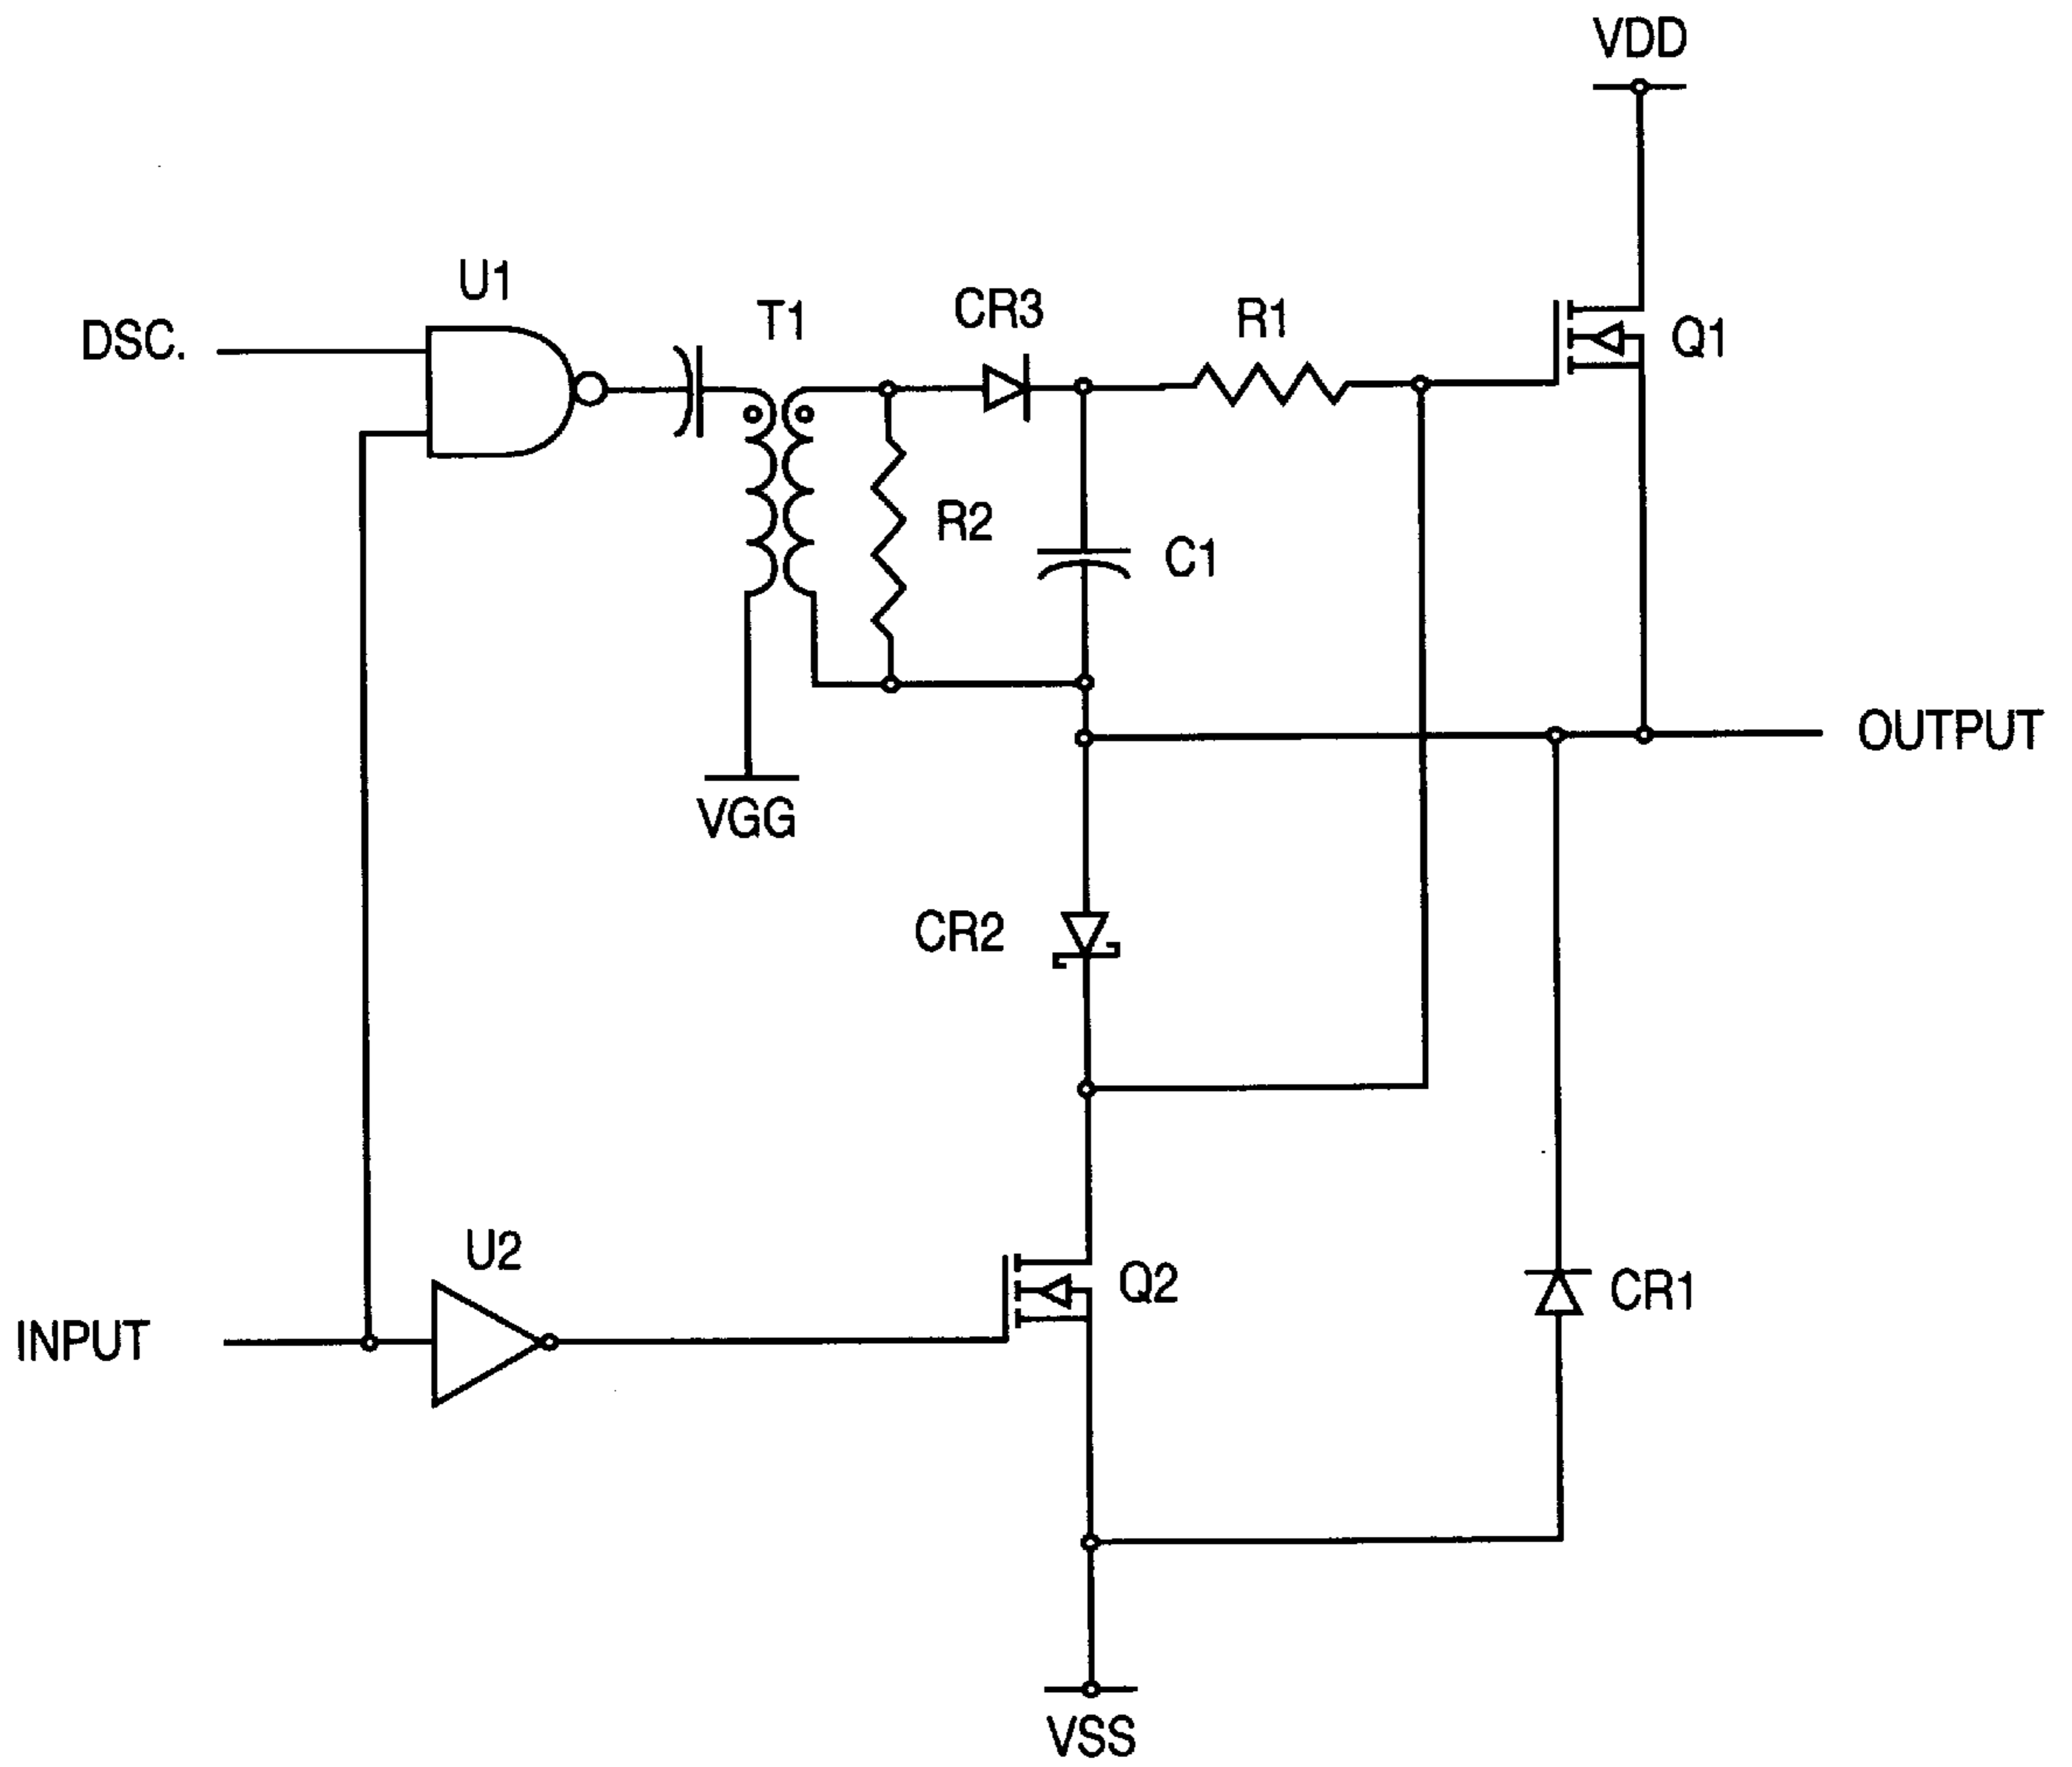 VDD
U1
DSC.
T1
CR3
R1
Q1
R2
C1
OUTPUT
VGG
CR2
U2
Q2
CR1
INPUT
VSS